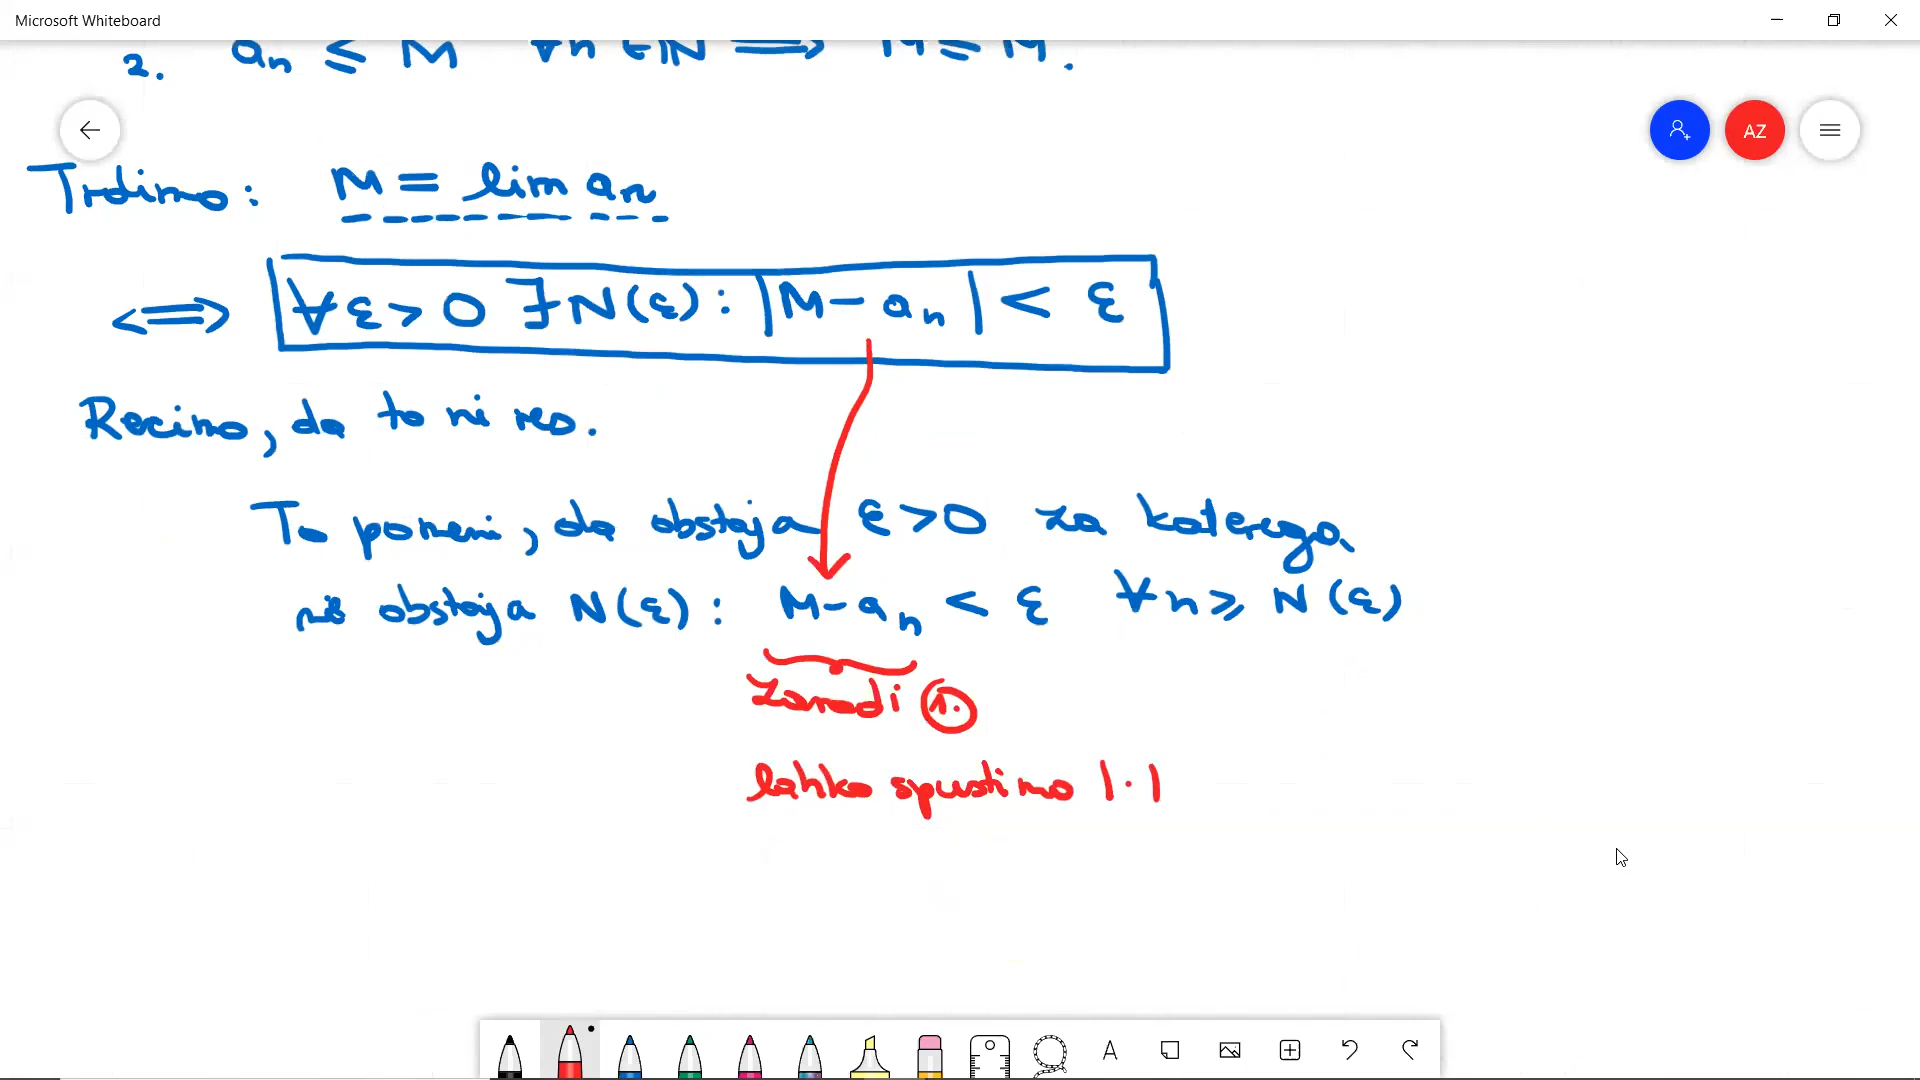 Microsoft Whiteboard
2. aₙ ≤ M ∀n ∈ ℕ ⟹ M ≤ M.
AZ
Trdimo: M = lim aₙ
⟺ ∀ε > 0 ∃ N(ε): |M - aₙ| < ε
Recimo, da to ni res.
To pomeni, da obstaja ε > 0 za katerega
ne obstaja N(ε): M - aₙ < ε ∀n ≥ N(ε)
zaradi 1.
lahko spustimo |·|